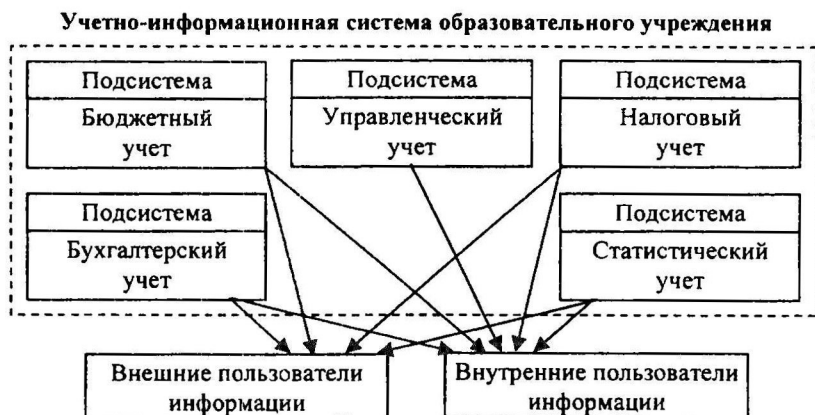 Учетно-информационная система образовательного учреждения
Подсистема
Бюджетный
учет
Подсистема
Управленческий
учет
Подсистема
Налоговый
учет
Подсистема
Бухгалтерский
учет
Подсистема
Статистический
учет
Внешние пользователи
информации
Внутренние пользователи
информации